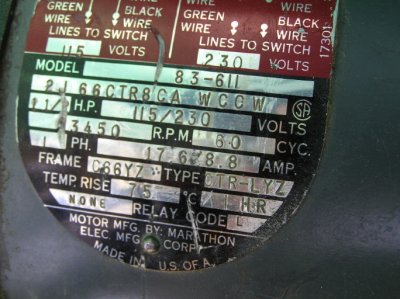 GREEN WIRE BLACK WIRE GREEN WIRE BLACK WIRE
LINES TO SWITCH LINES TO SWITCH
115 VOLTS 230 VOLTS
17301
MODEL 83-611
66CTR8CA WCCW
1 1/2 H.P. 115/230 VOLTS
3450 R.P.M. 60 CYC.
1 PH. 17.6/8.8 AMP.
FRAME C66YZ TYPE CTR-LYZ
TEMP. RISE 75 °C / 1 HR
NONE RELAY CODE L
MOTOR MFG. BY: MARATHON
ELEC. MFG. CORP.
MADE IN U.S. OF A.
SA